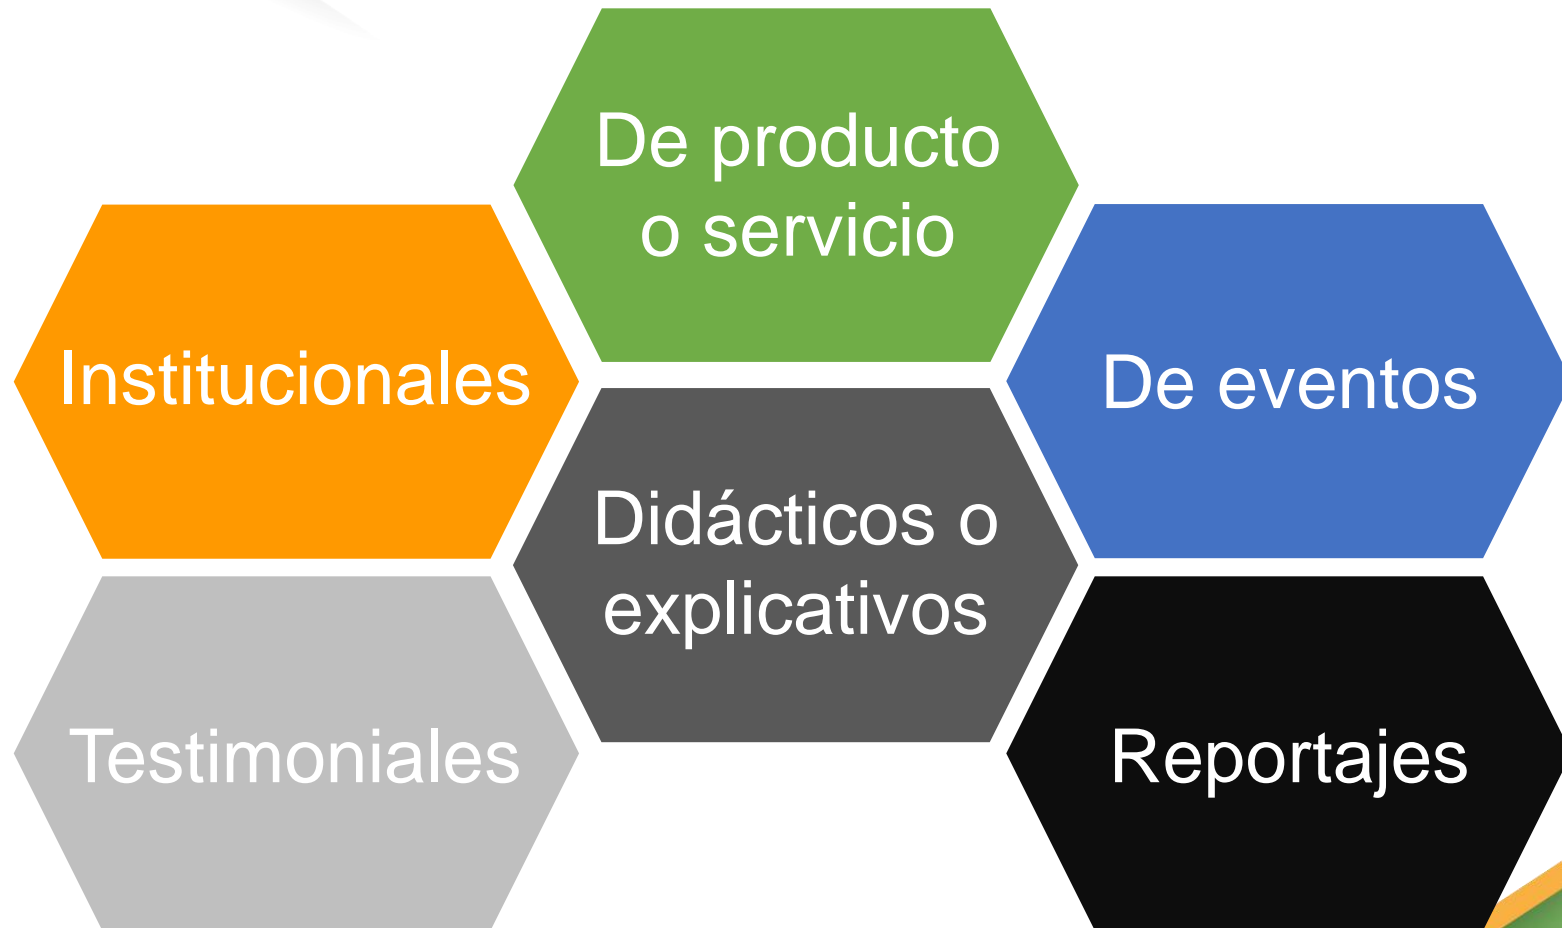 De producto
o servicio
Institucionales
De eventos
Didácticos o
explicativos
Testimoniales
Reportajes